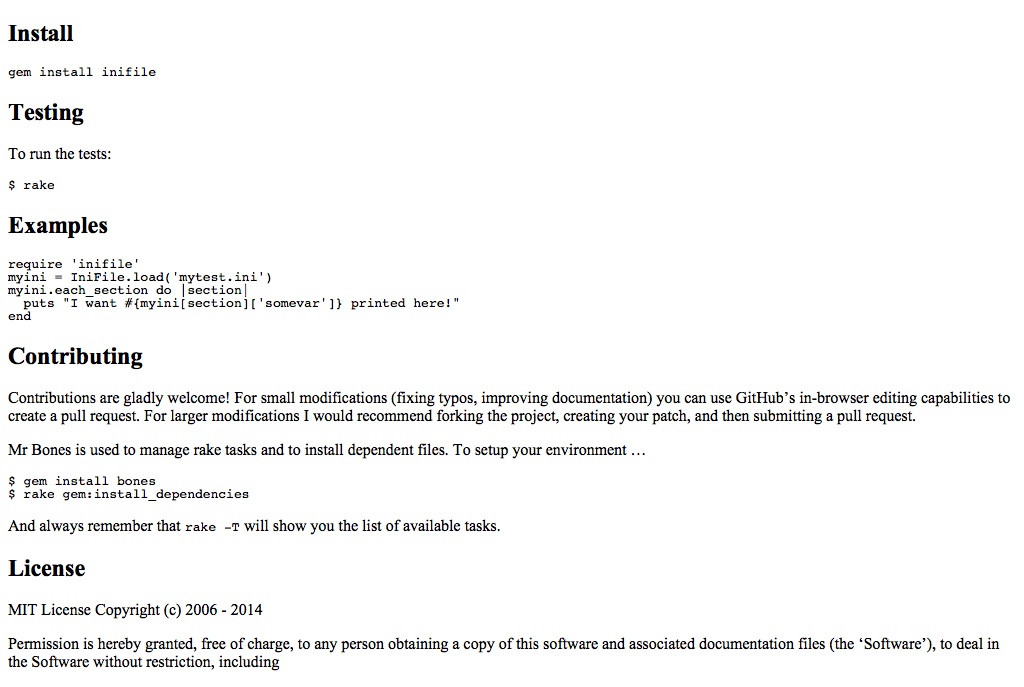 Install
gem install inifile
Testing
To run the tests:
$ rake
Examples
require 'inifile'
myini = IniFile.load('mytest.ini')
myini.each_section do |section|
  puts "I want #{myini[section]['somevar']} printed here!"
end
Contributing
Contributions are gladly welcome! For small modifications (fixing typos, improving documentation) you can use GitHub’s in-browser editing capabilities to
create a pull request. For larger modifications I would recommend forking the project, creating your patch, and then submitting a pull request.
Mr Bones is used to manage rake tasks and to install dependent files. To setup your environment …
$ gem install bones
$ rake gem:install_dependencies
And always remember that rake -T will show you the list of available tasks.
License
MIT License Copyright (c) 2006 - 2014
Permission is hereby granted, free of charge, to any person obtaining a copy of this software and associated documentation files (the ‘Software’), to deal in
the Software without restriction, including